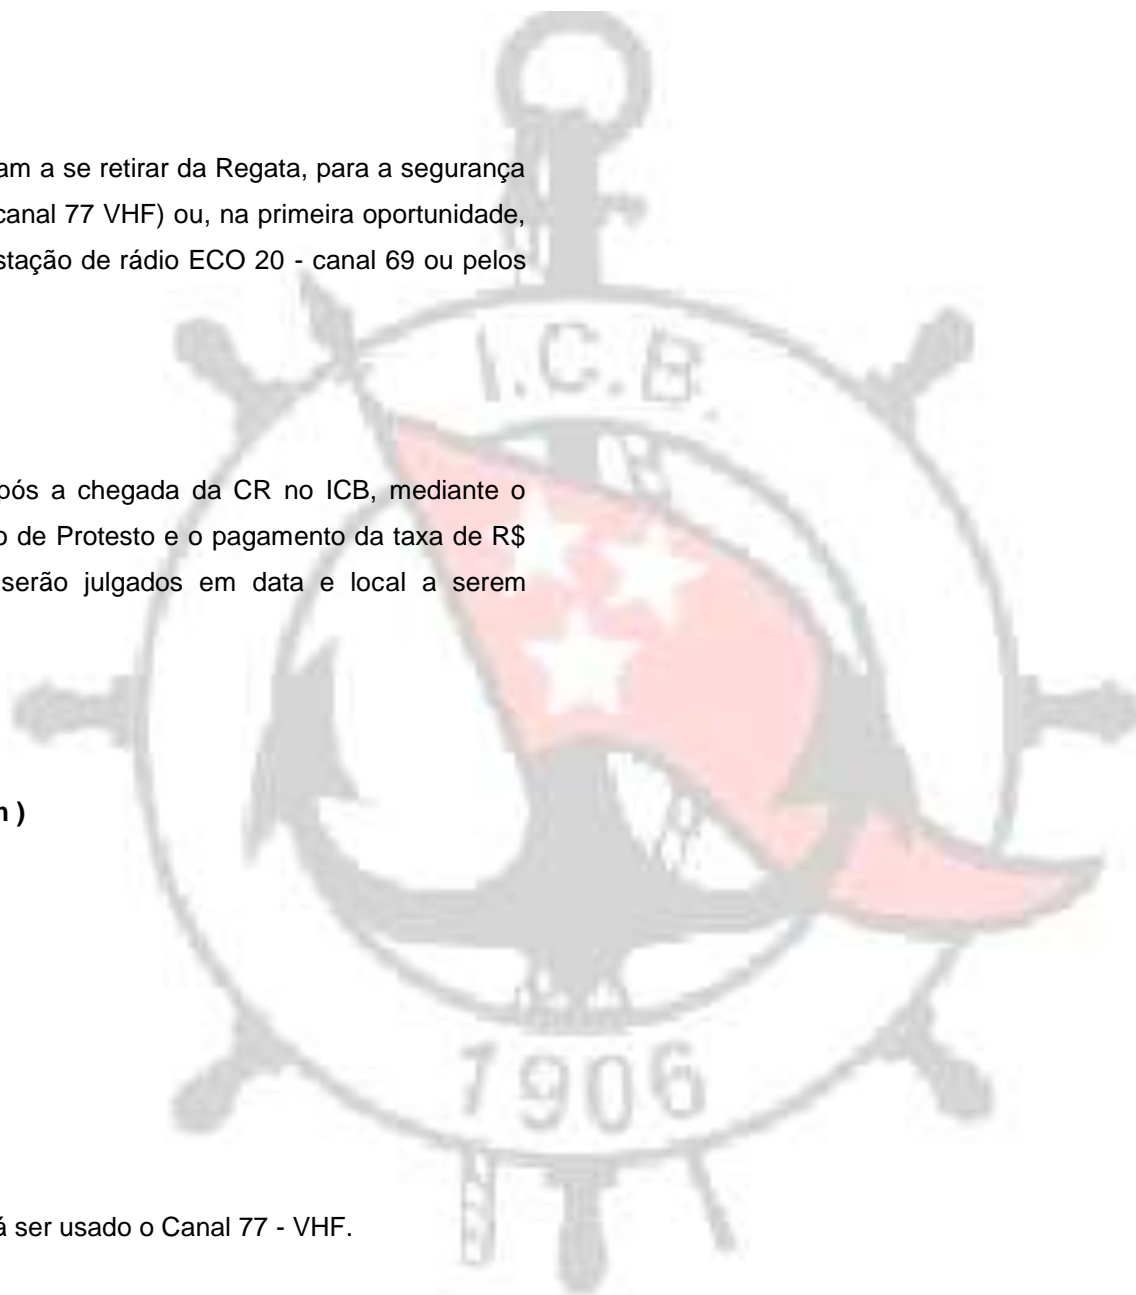 am a se retirar da Regata, para a segurança
canal 77 VHF) ou, na primeira oportunidade,
stação de rádio ECO 20 - canal 69 ou pelos
I.C.B.
pós a chegada da CR no ICB, mediante o
o de Protesto e o pagamento da taxa de R$
serão julgados em data e local a serem
)
1906
á ser usado o Canal 77 - VHF.